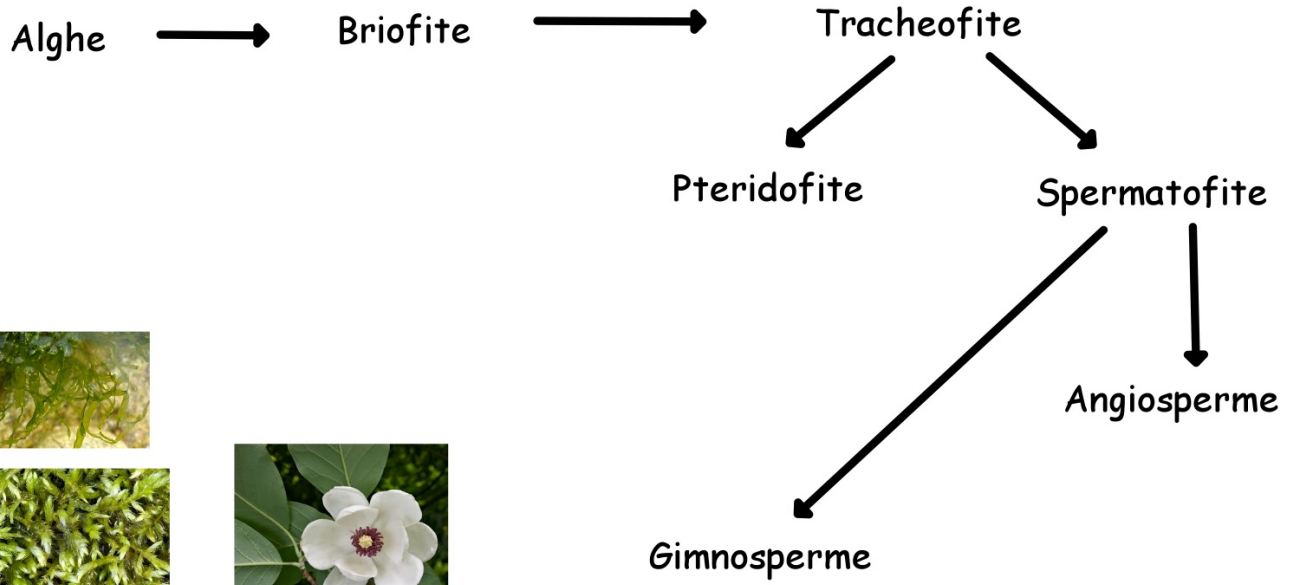 Alghe
Briofite
Tracheofite
Pteridofite
Spermatofite
Angiosperme
Gimnosperme